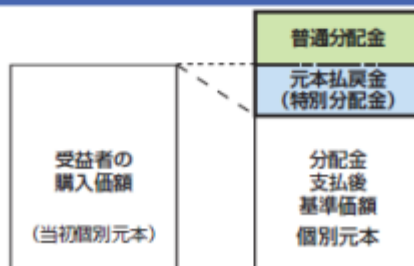 普通分配金
元本払戻金
(特別分配金)
受益者の
購入価額
(当初個別元本)
分配金
支払後
基準価額
個別元本